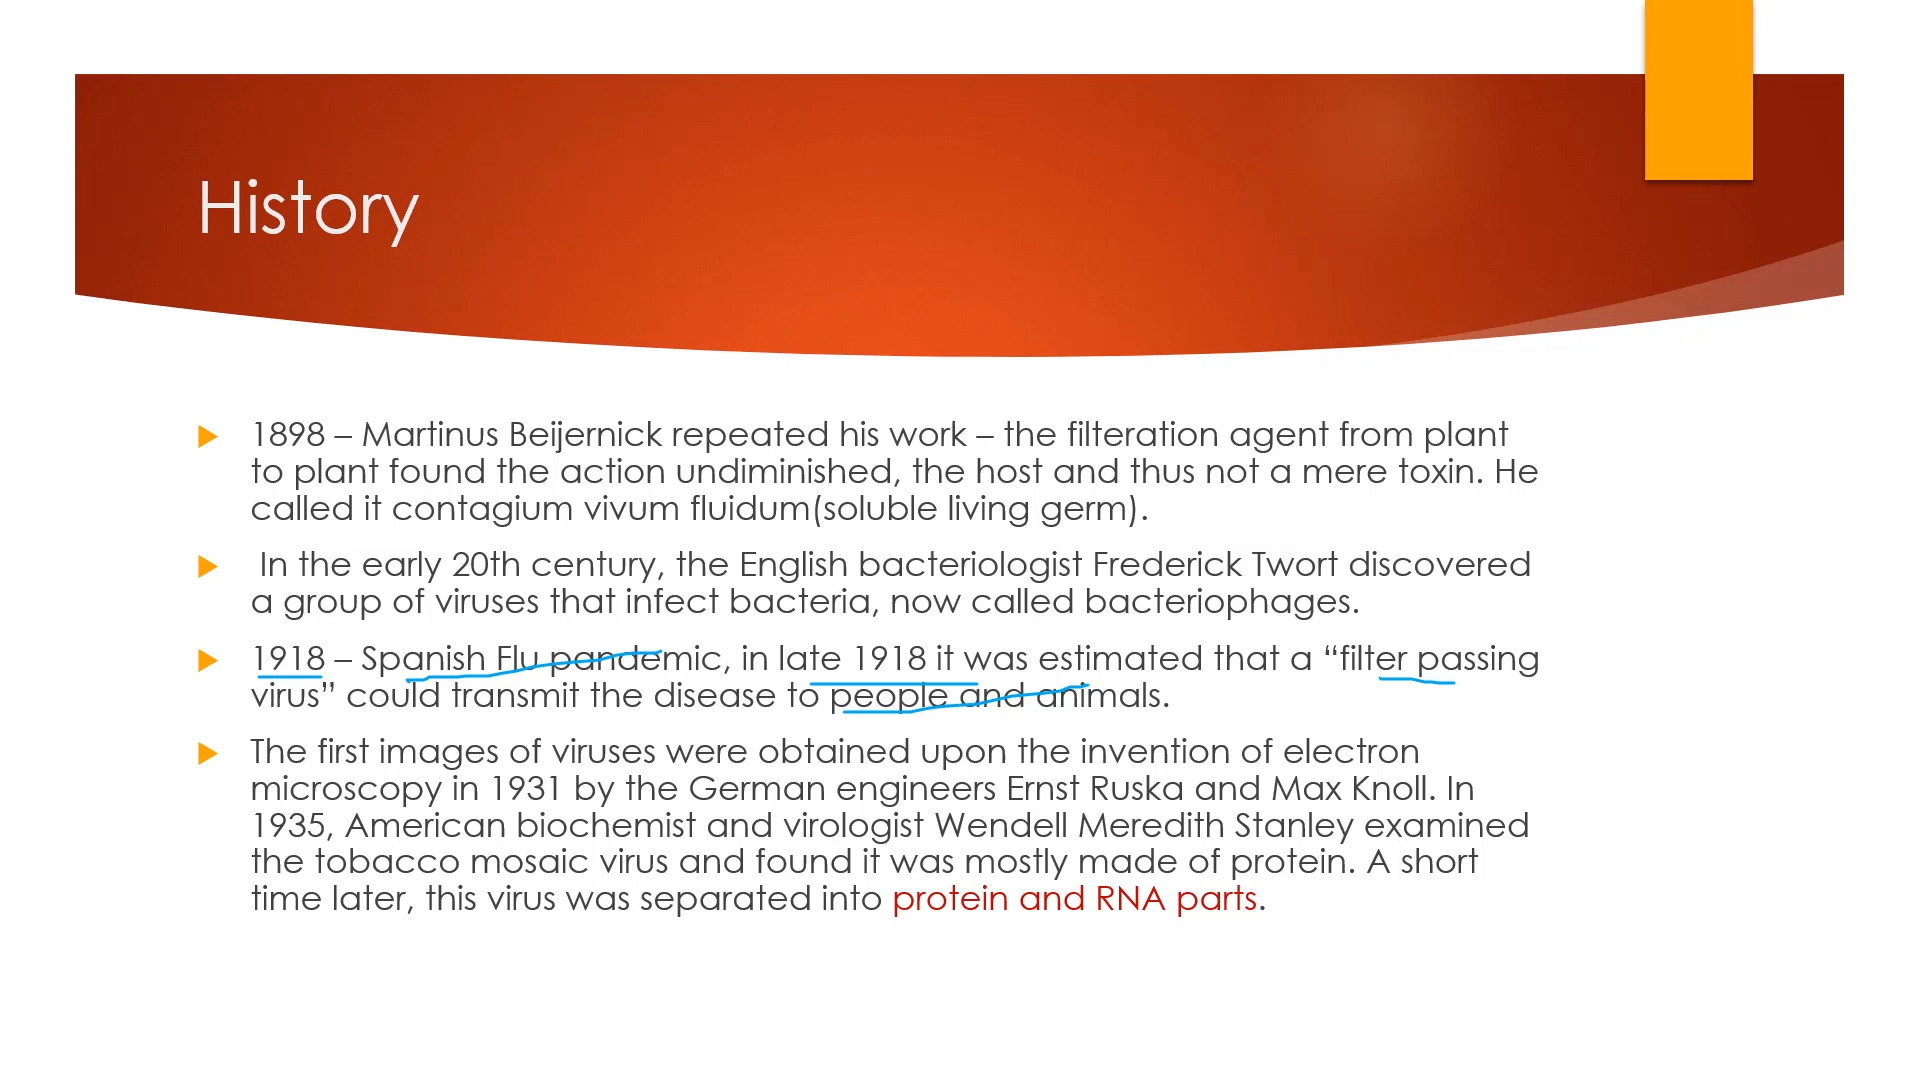 History
1898 – Martinus Beijernick repeated his work – the filteration agent from plant
to plant found the action undiminished, the host and thus not a mere toxin. He
called it contagium vivum fluidum(soluble living germ).
In the early 20th century, the English bacteriologist Frederick Twort discovered
a group of viruses that infect bacteria, now called bacteriophages.
1918 – Spanish Flu pandemic, in late 1918 it was estimated that a “filter passing
virus” could transmit the disease to people and animals.
The first images of viruses were obtained upon the invention of electron
microscopy in 1931 by the German engineers Ernst Ruska and Max Knoll. In
1935, American biochemist and virologist Wendell Meredith Stanley examined
the tobacco mosaic virus and found it was mostly made of protein. A short
time later, this virus was separated into protein and RNA parts.